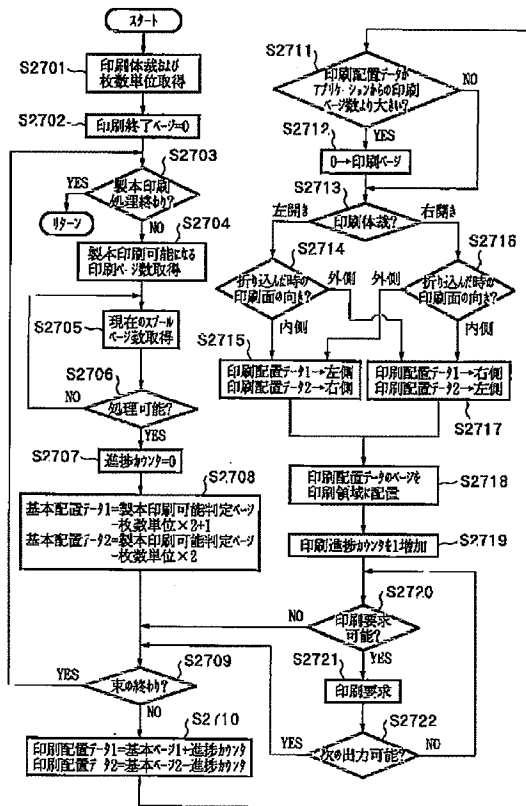 スタート
S2701
印刷体裁および
枚数単位取得
S2702
印刷終了ページ=0
S2703
製本印刷
処理終わり?
YES
リターン
NO
S2704
製本印刷可能になる
印刷ページ数取得
S2705
現在のスプール
ページ数取得
S2706
処理可能?
NO
YES
S2707
進捗カウンタ=0
S2708
基本配置データ1=製本印刷可能判定ページ
-枚数単位×2+1
基本配置データ2=製本印刷可能判定ページ
-枚数単位×2
S2709
束の終わり?
YES
NO
S2710
印刷配置データ1=基本ページ1+進捗カウンタ
印刷配置データ2=基本ページ2-進捗カウンタ
S2711
印刷配置データが
アプリケーションからの印刷
ページ数より大きい?
NO
YES
S2712
0→印刷ページ
S2713
印刷体裁?
左開き
右開き
S2714
折り込んだ時の
印刷面の向き?
外側
内側
S2716
折り込んだ時の
印刷面の向き?
外側
内側
S2715
印刷配置データ1→左側
印刷配置データ2→右側
印刷配置データ1→右側
印刷配置データ2→左側
S2717
印刷配置データのページを
印刷領域に配置
S2718
印刷進捗カウンタを1増加
S2719
S2720
印刷要求
可能?
NO
YES
S2721
印刷要求
S2722
次の出力可能?
YES
NO